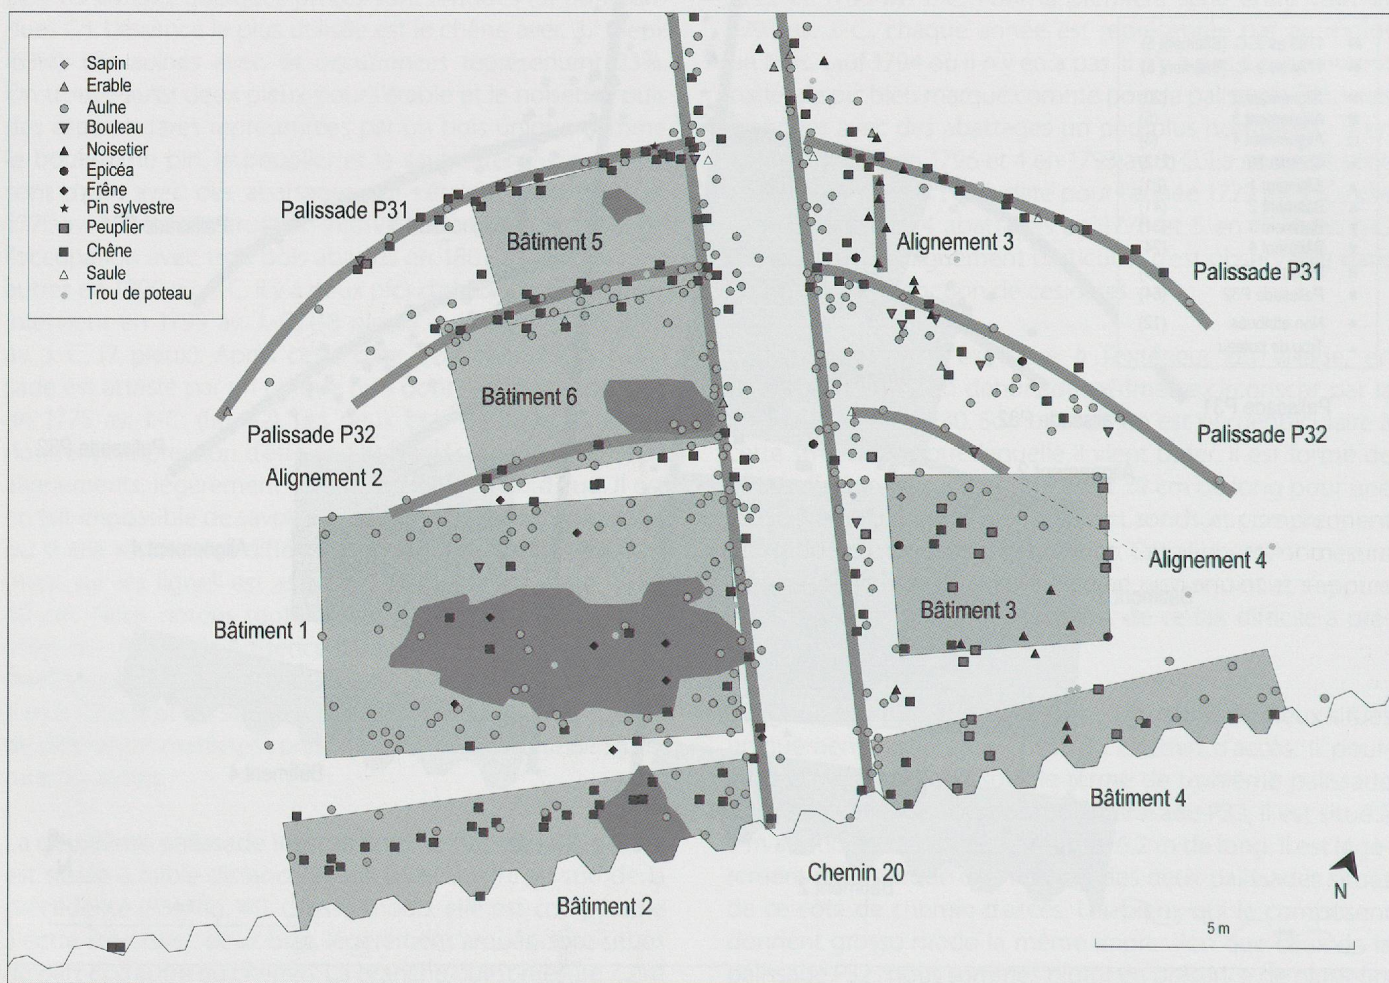 Sapin
Erable
Aulne
Bouleau
Noisetier
Epicéa
Frêne
Pin sylvestre
Peuplier
Chêne
Saule
Trou de poteau
Palissade P31
Bâtiment 5
Alignement 3
Palissade P31
Bâtiment 6
Palissade P32
Palissade P32
Alignement 2
Alignement 4
Bâtiment 1
Bâtiment 3
Bâtiment 4
Chemin 20
Bâtiment 2
N
5 m